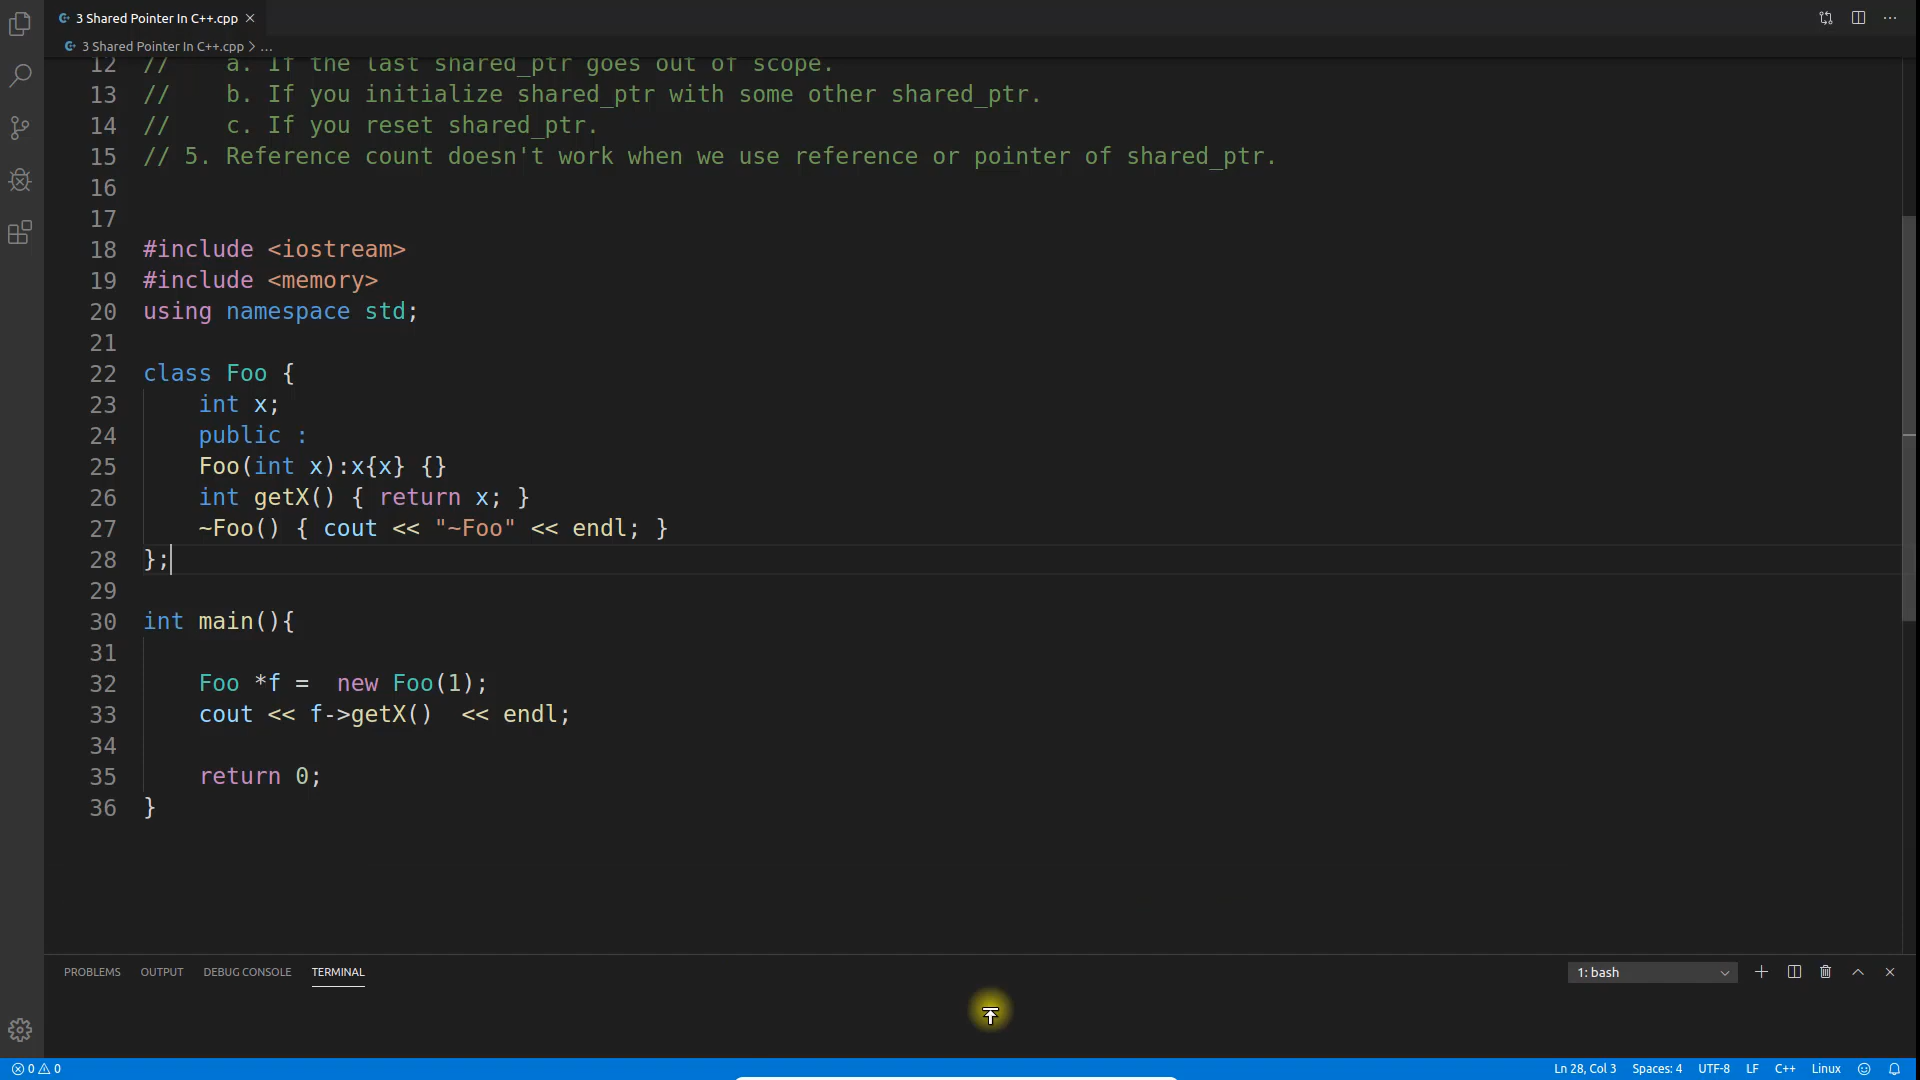 3 Shared Pointer In C++.cpp
3 Shared Pointer In C++.cpp > ...
12 //    a. If the last shared_ptr goes out of scope.
13 //    b. If you initialize shared_ptr with some other shared_ptr.
14 //    c. If you reset shared_ptr.
15 // 5. Reference count doesn't work when we use reference or pointer of shared_ptr.
16
17
18 #include <iostream>
19 #include <memory>
20 using namespace std;
21
22 class Foo {
23     int x;
24     public :
25     Foo(int x):x{x} {}
26     int getX() { return x; }
27     ~Foo() { cout << "~Foo" << endl; }
28 };
29
30 int main(){
31
32     Foo *f =  new Foo(1);
33     cout << f->getX()  << endl;
34
35     return 0;
36 }
PROBLEMS OUTPUT DEBUG CONSOLE TERMINAL 1: bash
0 0 Ln 28, Col 3 Spaces: 4 UTF-8 LF C++ Linux